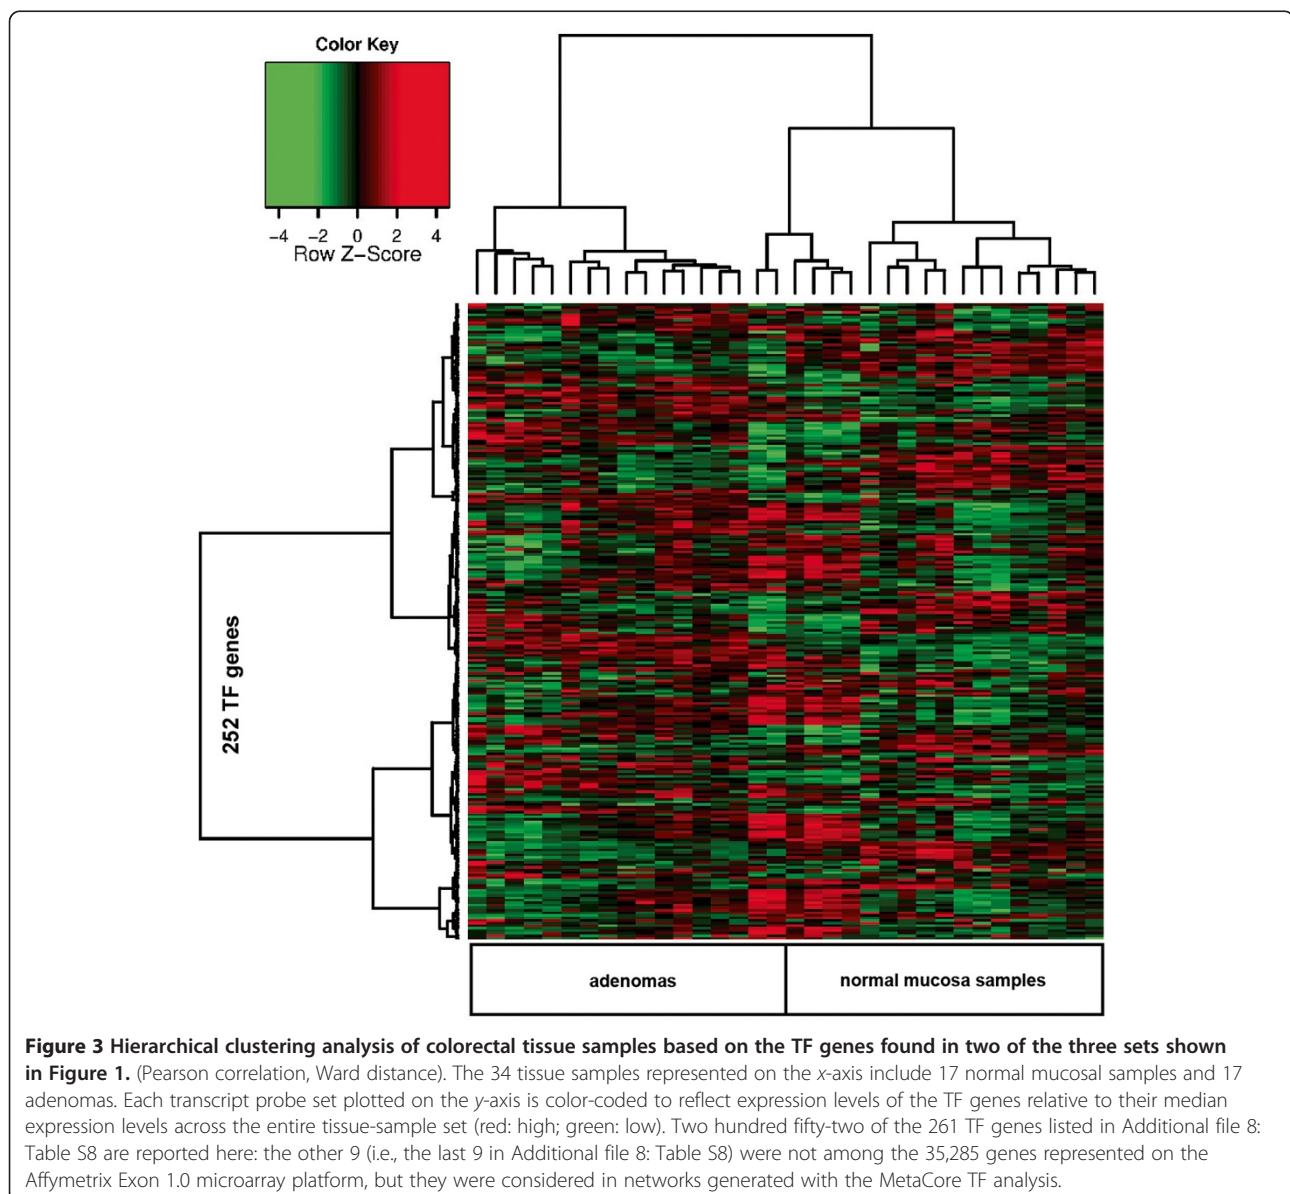 Color Key
−4 −2 0 2 4
Row Z−Score
252 TF genes
adenomas
normal mucosa samples
Figure 3 Hierarchical clustering analysis of colorectal tissue samples based on the TF genes found in two of the three sets shown
in Figure 1. (Pearson correlation, Ward distance). The 34 tissue samples represented on the x-axis include 17 normal mucosal samples and 17
adenomas. Each transcript probe set plotted on the y-axis is color-coded to reflect expression levels of the TF genes relative to their median
expression levels across the entire tissue-sample set (red: high; green: low). Two hundred fifty-two of the 261 TF genes listed in Additional file 8:
Table S8 are reported here: the other 9 (i.e., the last 9 in Additional file 8: Table S8) were not among the 35,285 genes represented on the
Affymetrix Exon 1.0 microarray platform, but they were considered in networks generated with the MetaCore TF analysis.